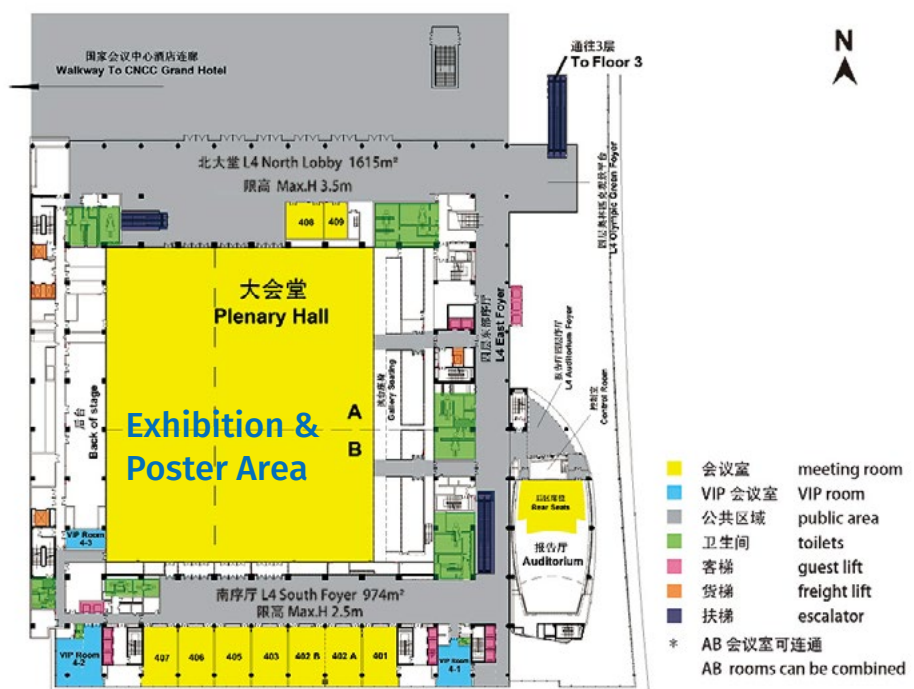 国家会议中心酒店连廊
Walkway To CNCC Grand Hotel
通往3层
To Floor 3
N
北大堂 L4 North Lobby 1615m²
限高 Max.H 3.5m
408
409
四层奥林匹克观景平台
L4 Olympic Green Foyer
大会堂
Plenary Hall
四层东部序厅
L4 East Foyer
报告厅四层序厅
L4 Auditorium Foyer
控制室
Control Room
Gallery Seating
后台
Back of stage
A
B
Exhibition &
Poster Area
后区席位
Rear Seats
报告厅
Auditorium
VIP Room
4-3
南序厅 L4 South Foyer 974m²
限高 Max.H 2.5m
VIP Room
4-2
407
406
405
403
402 B
402 A
401
VIP Room
4-1
会议室 meeting room
VIP 会议室 VIP room
公共区域 public area
卫生间 toilets
客梯 guest lift
货梯 freight lift
扶梯 escalator
* AB 会议室可连通
AB rooms can be combined